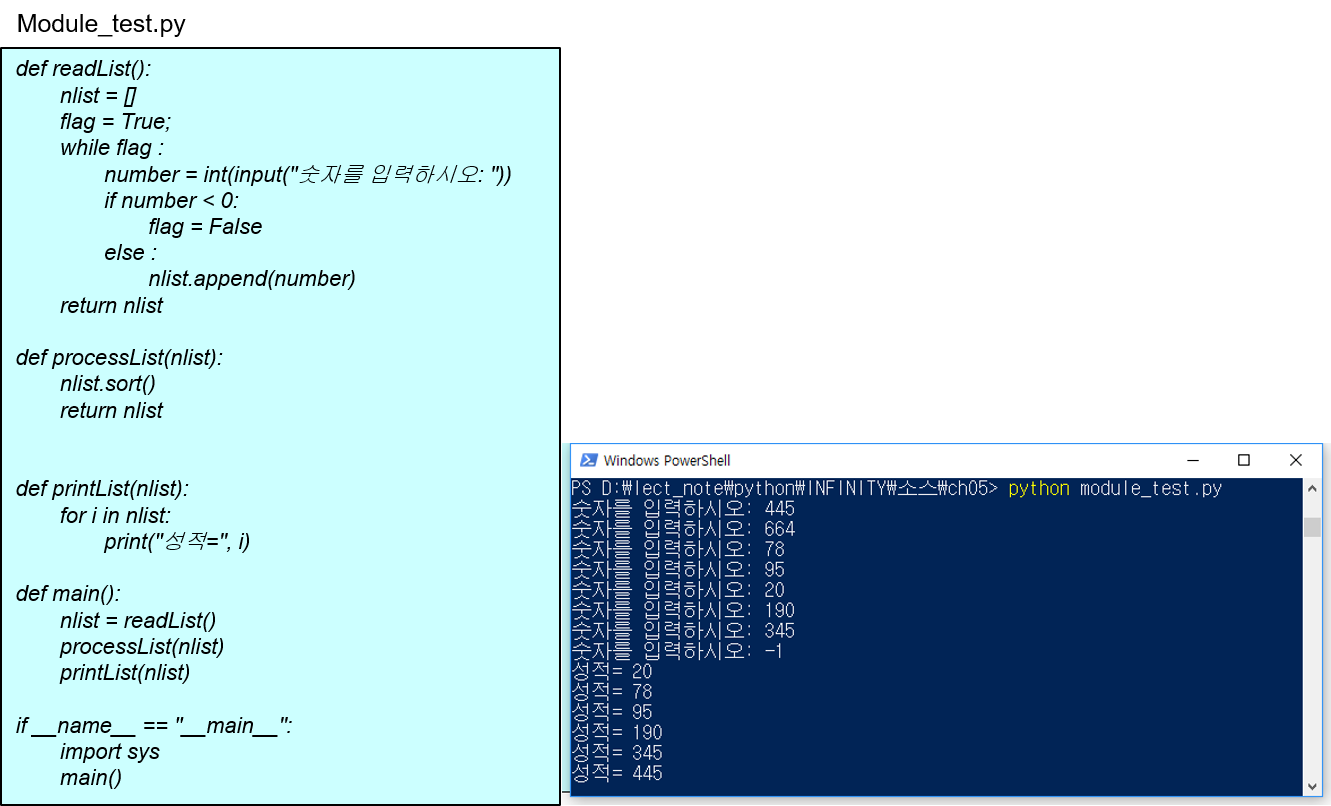 Module_test.py
def readList():
nlist = []
flag = True;
while flag :
number = int(input("숫자를 입력하시오: "))
if number < 0:
flag = False
else :
nlist.append(number)
return nlist
def processList(nlist):
nlist.sort()
return nlist
def printList(nlist):
for i in nlist:
print("성적=", i)
def main():
nlist = readList()
processList(nlist)
printList(nlist)
if __name__ == "__main__":
import sys
main()
Windows PowerShell
PS D:₩lect_note₩python₩INFINITY₩소스₩ch05> python module_test.py
숫자를 입력하시오: 445
숫자를 입력하시오: 664
숫자를 입력하시오: 78
숫자를 입력하시오: 95
숫자를 입력하시오: 20
숫자를 입력하시오: 190
숫자를 입력하시오: 345
숫자를 입력하시오: -1
성적= 20
성적= 78
성적= 95
성적= 190
성적= 345
성적= 445